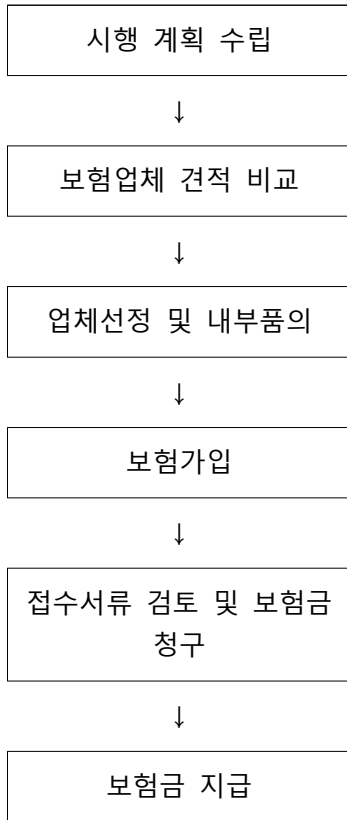 시행 계획 수립
↓
보험업체 견적 비교
↓
업체선정 및 내부품의
↓
보험가입
↓
접수서류 검토 및 보험금
청구
↓
보험금 지급